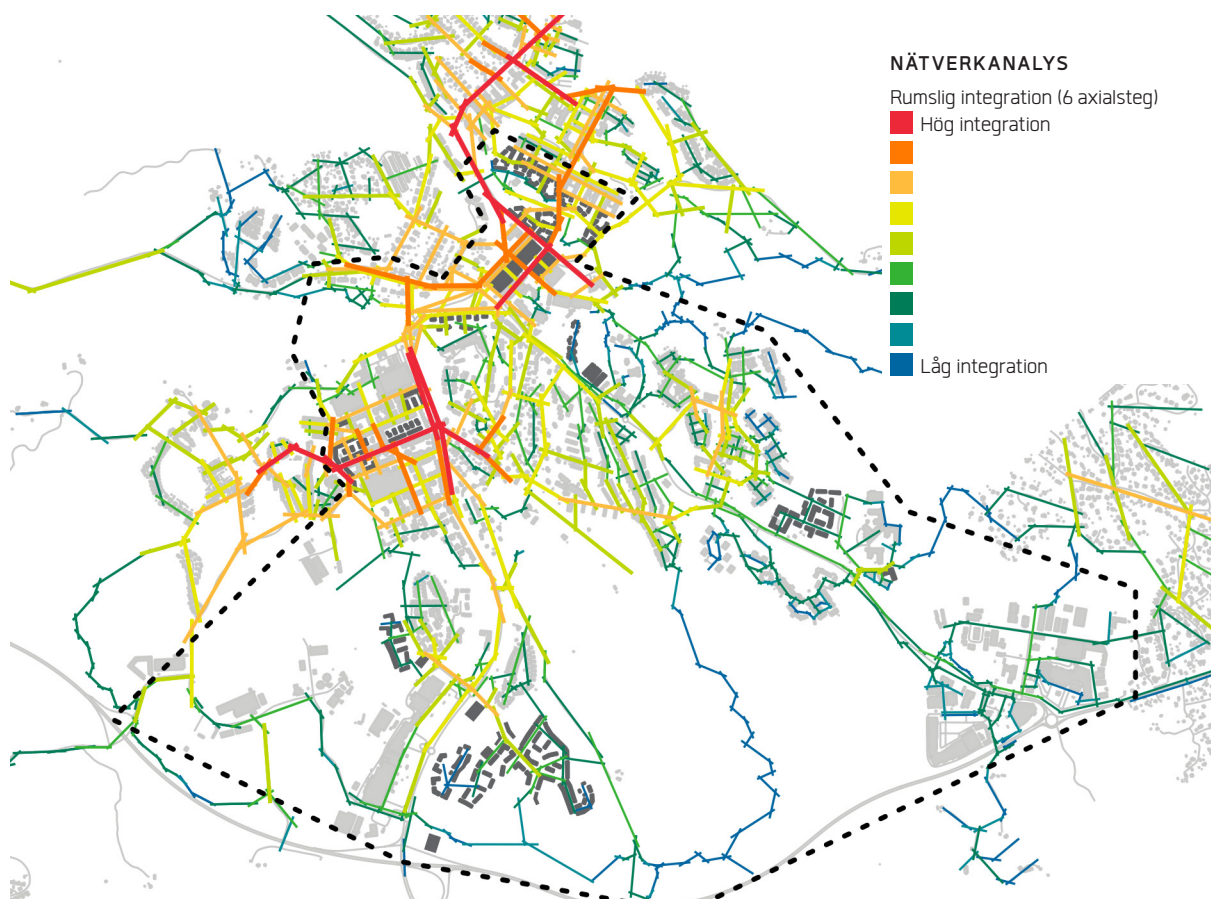 NÄTVERKANALYS
Rumslig integration (6 axialsteg)
Hög integration
Låg integration